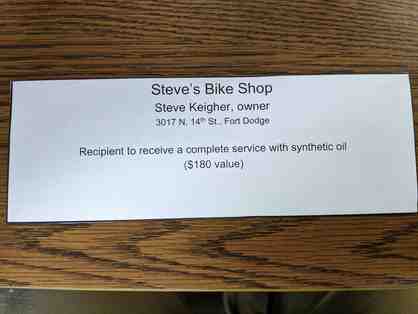 Steve's Bike Shop
Steve Keigher, owner
3017 N. 14th St., Fort Dodge
Recipient to receive a complete service with synthetic oil
($180 value)